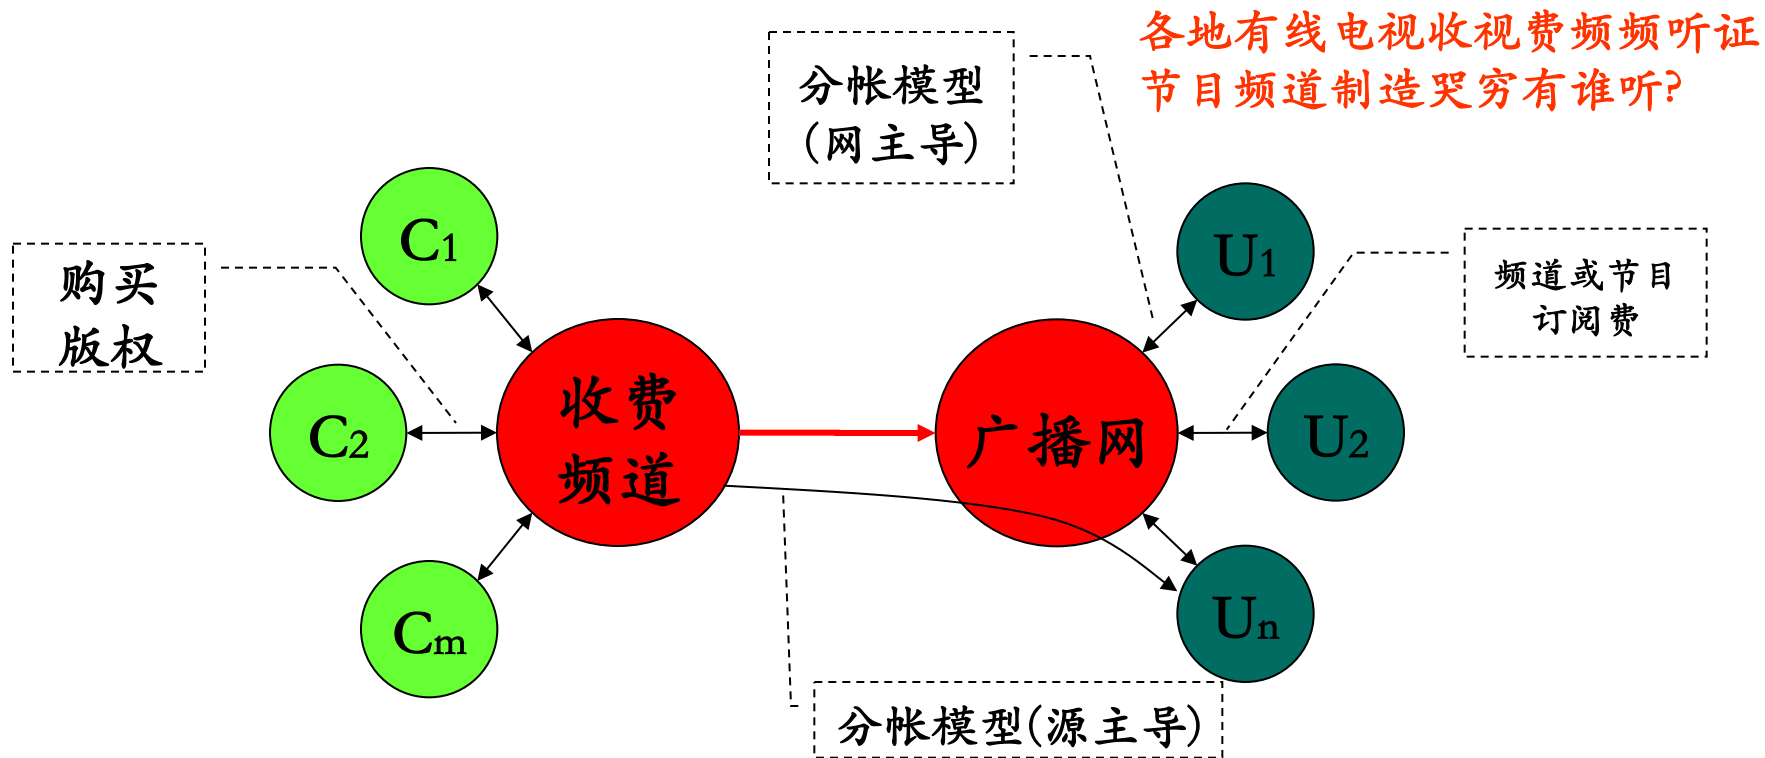 各地有线电视收视费频频听证
节目频道制造哭穷有谁听?
分帐模型
(网主导)
C1
U1
购买
版权
频道或节目
订阅费
C2
收费
频道
广播网
U2
Cm
Un
分帐模型(源主导)